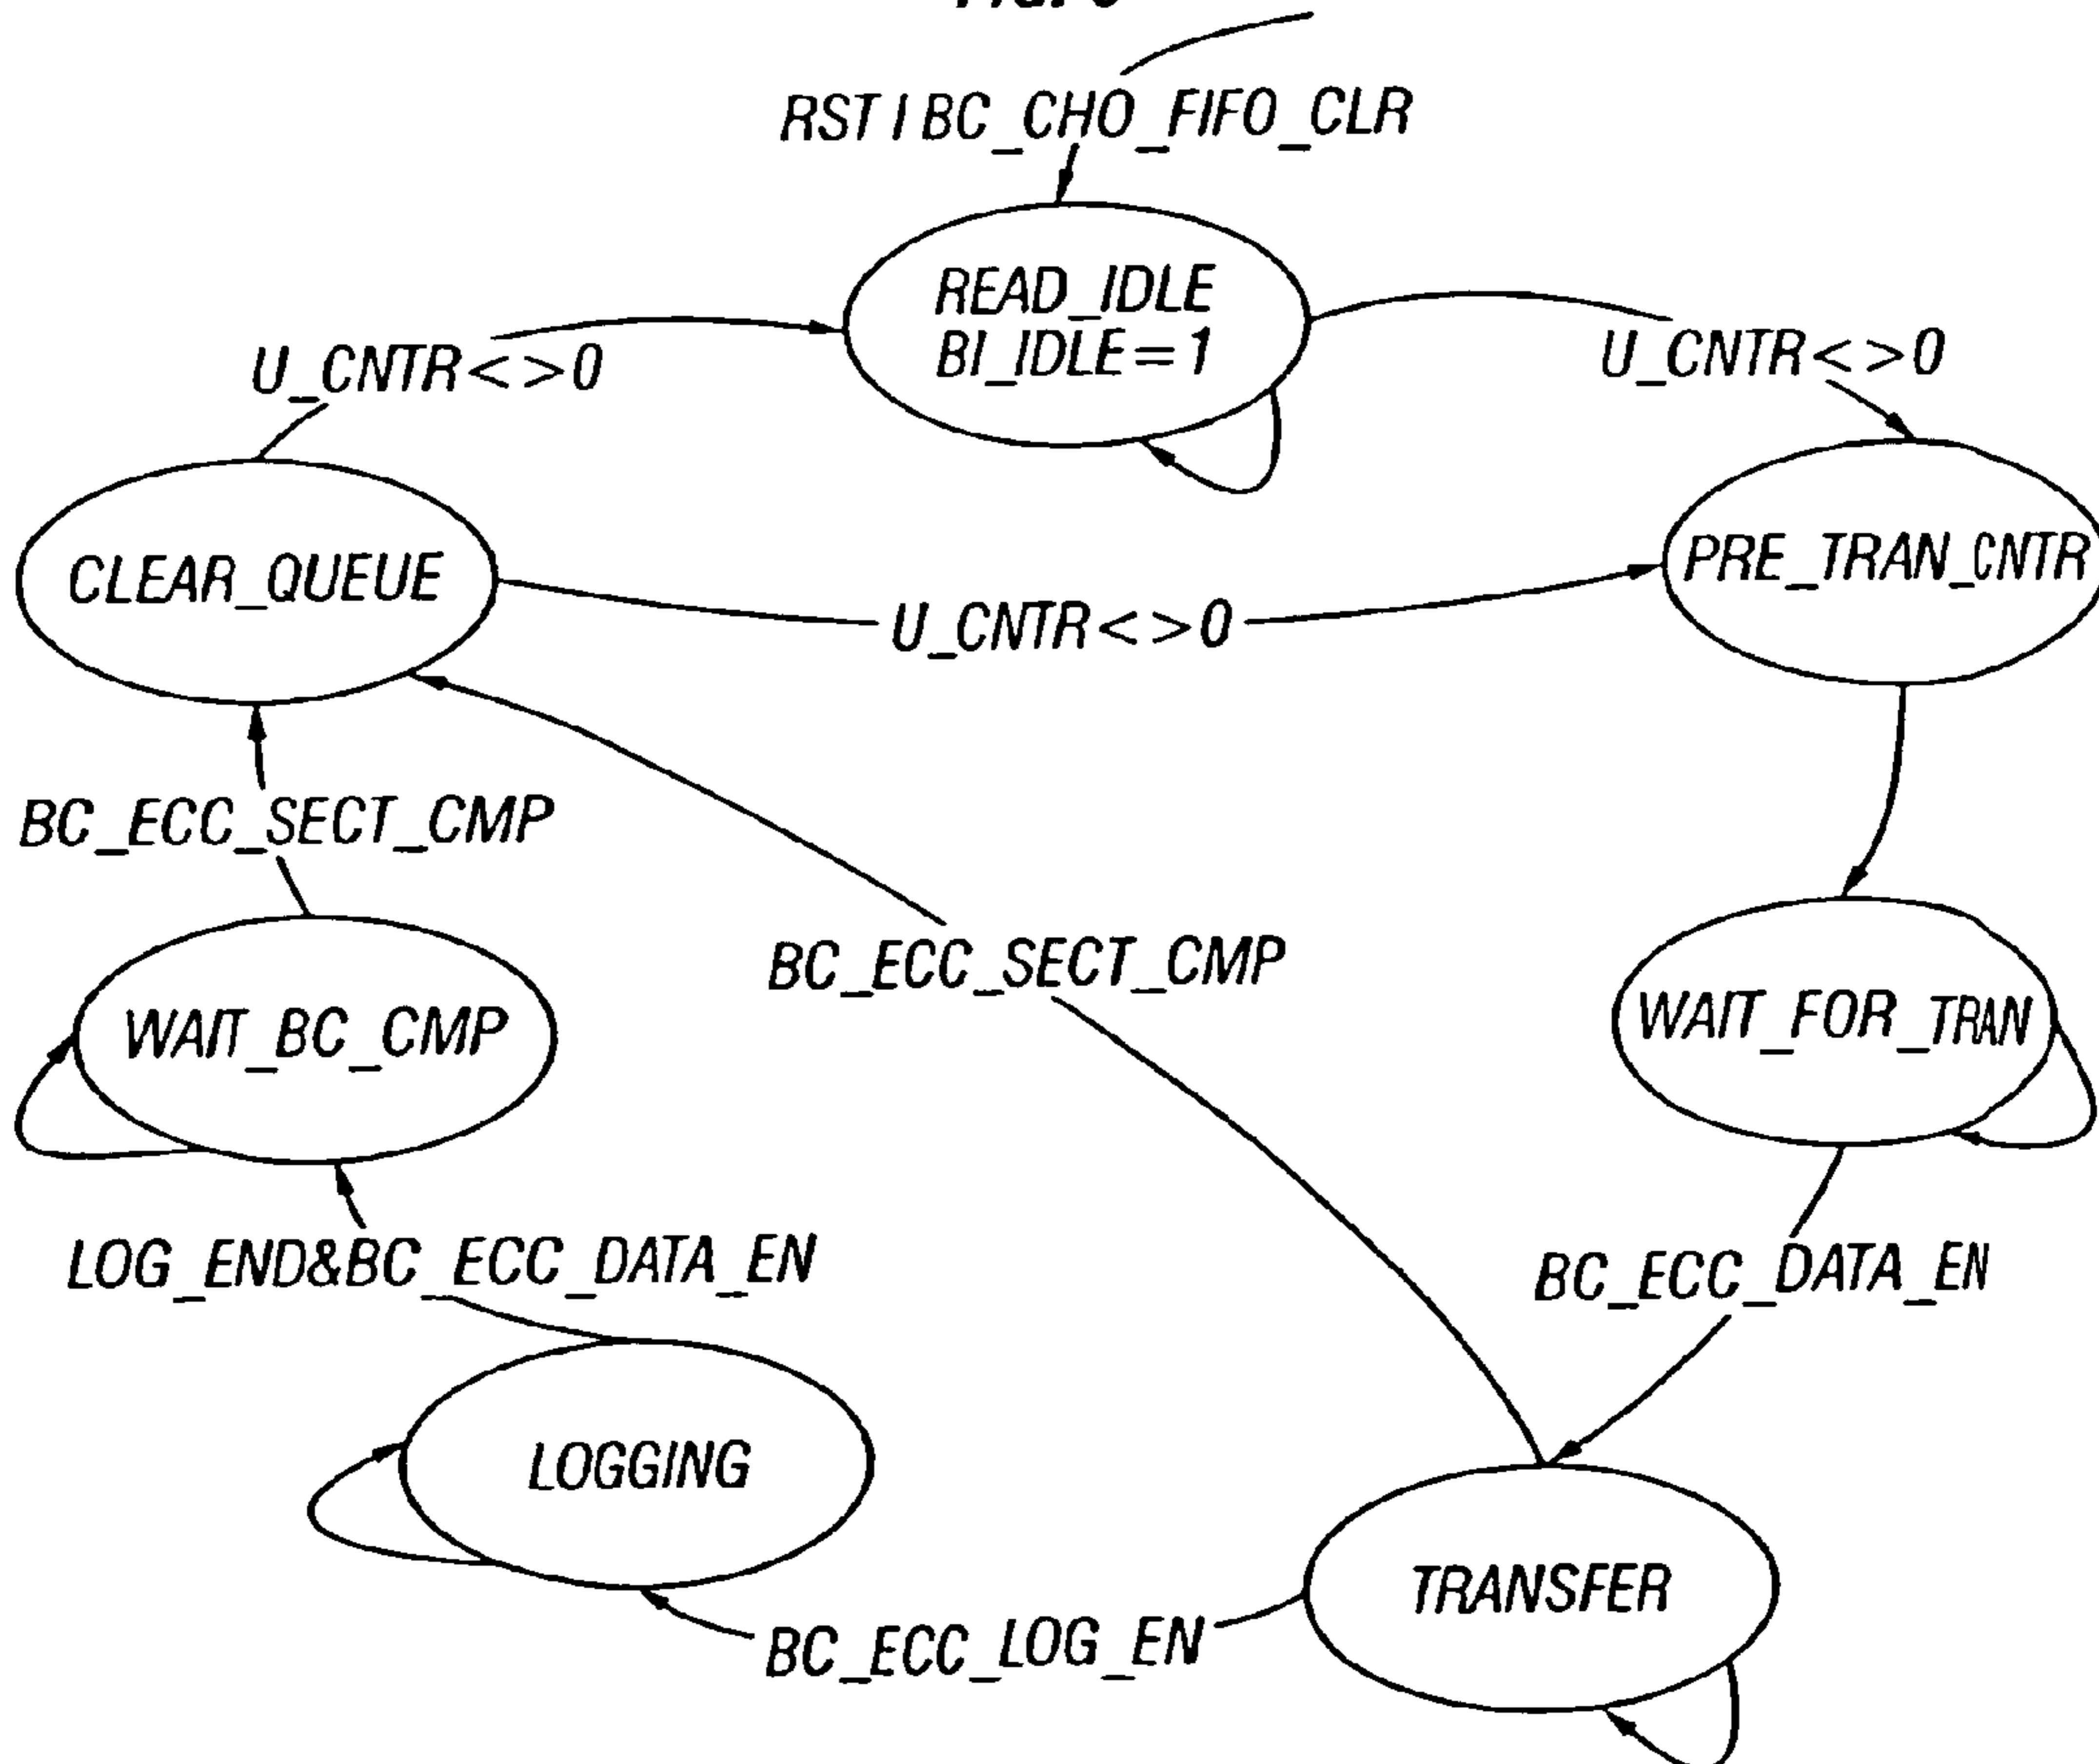 RST | BC_CHO_FIFO_CLR
READ_IDLE
BI_IDLE=1
U_CNTR<>0
U_CNTR<>0
CLEAR_QUEUE
PRE_TRAN_CNTR
U_CNTR<>0
BC_ECC_SECT_CMP
BC_ECC_SECT_CMP
WAIT_BC_CMP
WAIT_FOR_TRAN
LOG_END&BC_ECC_DATA_EN
BC_ECC_DATA_EN
LOGGING
TRANSFER
BC_ECC_LOG_EN